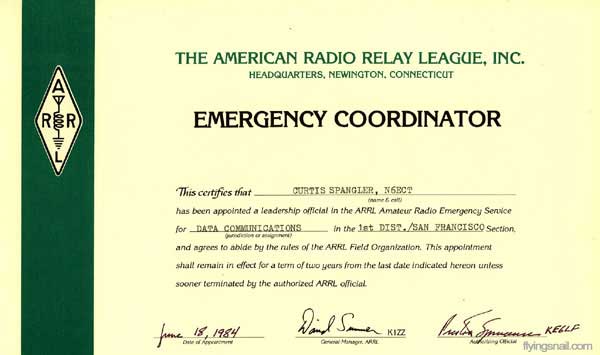 THE AMERICAN RADIO RELAY LEAGUE, INC.
HEADQUARTERS, NEWINGTON, CONNECTICUT
A
R R
L
EMERGENCY COORDINATOR
This certifies that CURTIS SPANGLER, N6ECT
(name & call)
has been appointed a leadership official in the ARRL Amateur Radio Emergency Service
for DATA COMMUNICATIONS in the 1st DIST./SAN FRANCISCO Section,
(jurisdiction or assignment)
and agrees to abide by the rules of the ARRL Field Organization. This appointment
shall remain in effect for a term of two years from the last date indicated hereon unless
sooner terminated by the authorized ARRL official.
June 18, 1984 David Sumner K1ZZ KE6LF
Date of Appointment General Manager, ARRL Authorizing Official
flyingsnail.com